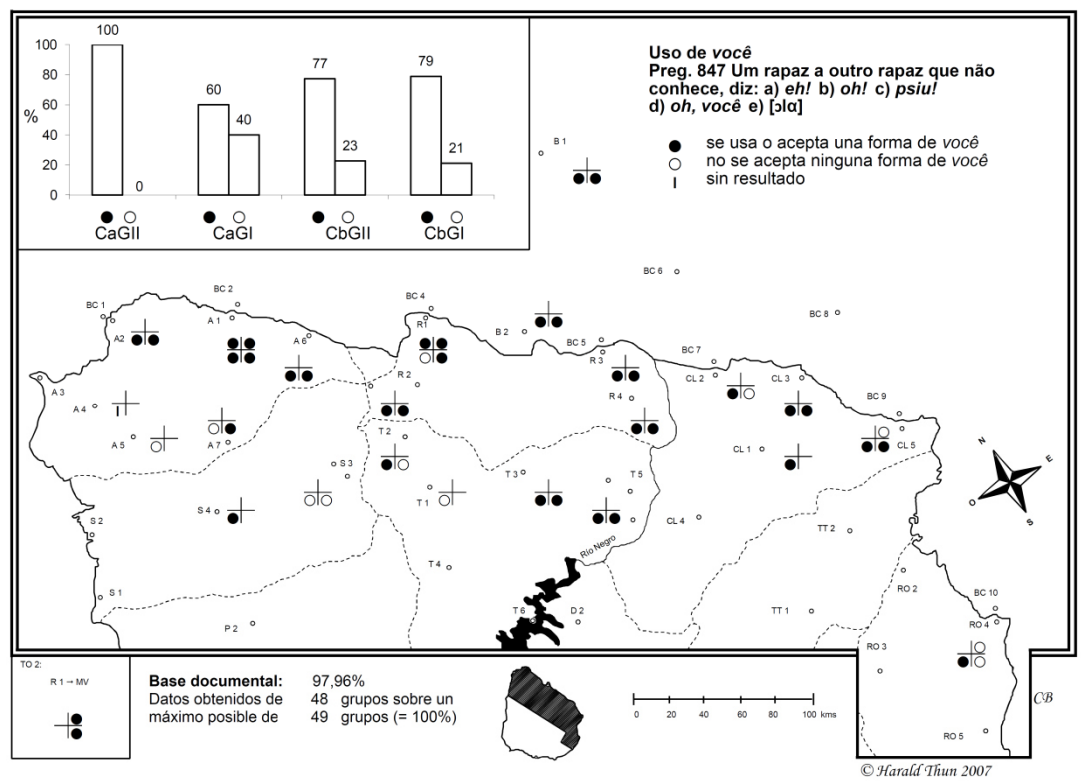 Uso de você
Preg. 847 Um rapaz a outro rapaz que não
conhece, diz: a) eh! b) oh! c) psiu!
d) oh, você e) [ɔlɑ]
se usa o acepta una forma de você
no se acepta ninguna forma de você
sin resultado
100
80
60
40
20
0
%
100
0
60
40
77
23
79
21
CaGII
CaGI
CbGII
CbGI
B 1
BC 6
BC 2
BC 1
BC 4
BC 8
A2
A 1
A 6
R1
B 2
BC 5
R 3
BC 7
CL 2
CL 3
A 3
A 4
R 2
R 4
BC 9
A 5
A 7
T 2
CL 1
CL 5
S 3
T 1
T 3
T 5
N
E
O
S
S 2
S 4
CL 4
TT 2
Río Negro
T 4
S 1
P 2
T 6
D 2
TT 1
RO 2
BC 10
RO 4
RO 3
RO 5
TO 2:
R 1 → MV
Base documental: 97,96%
Datos obtenidos de 48 grupos sobre un
máximo posible de 49 grupos (= 100%)
0 20 40 60 80 100 kms
CB
© Harald Thun 2007